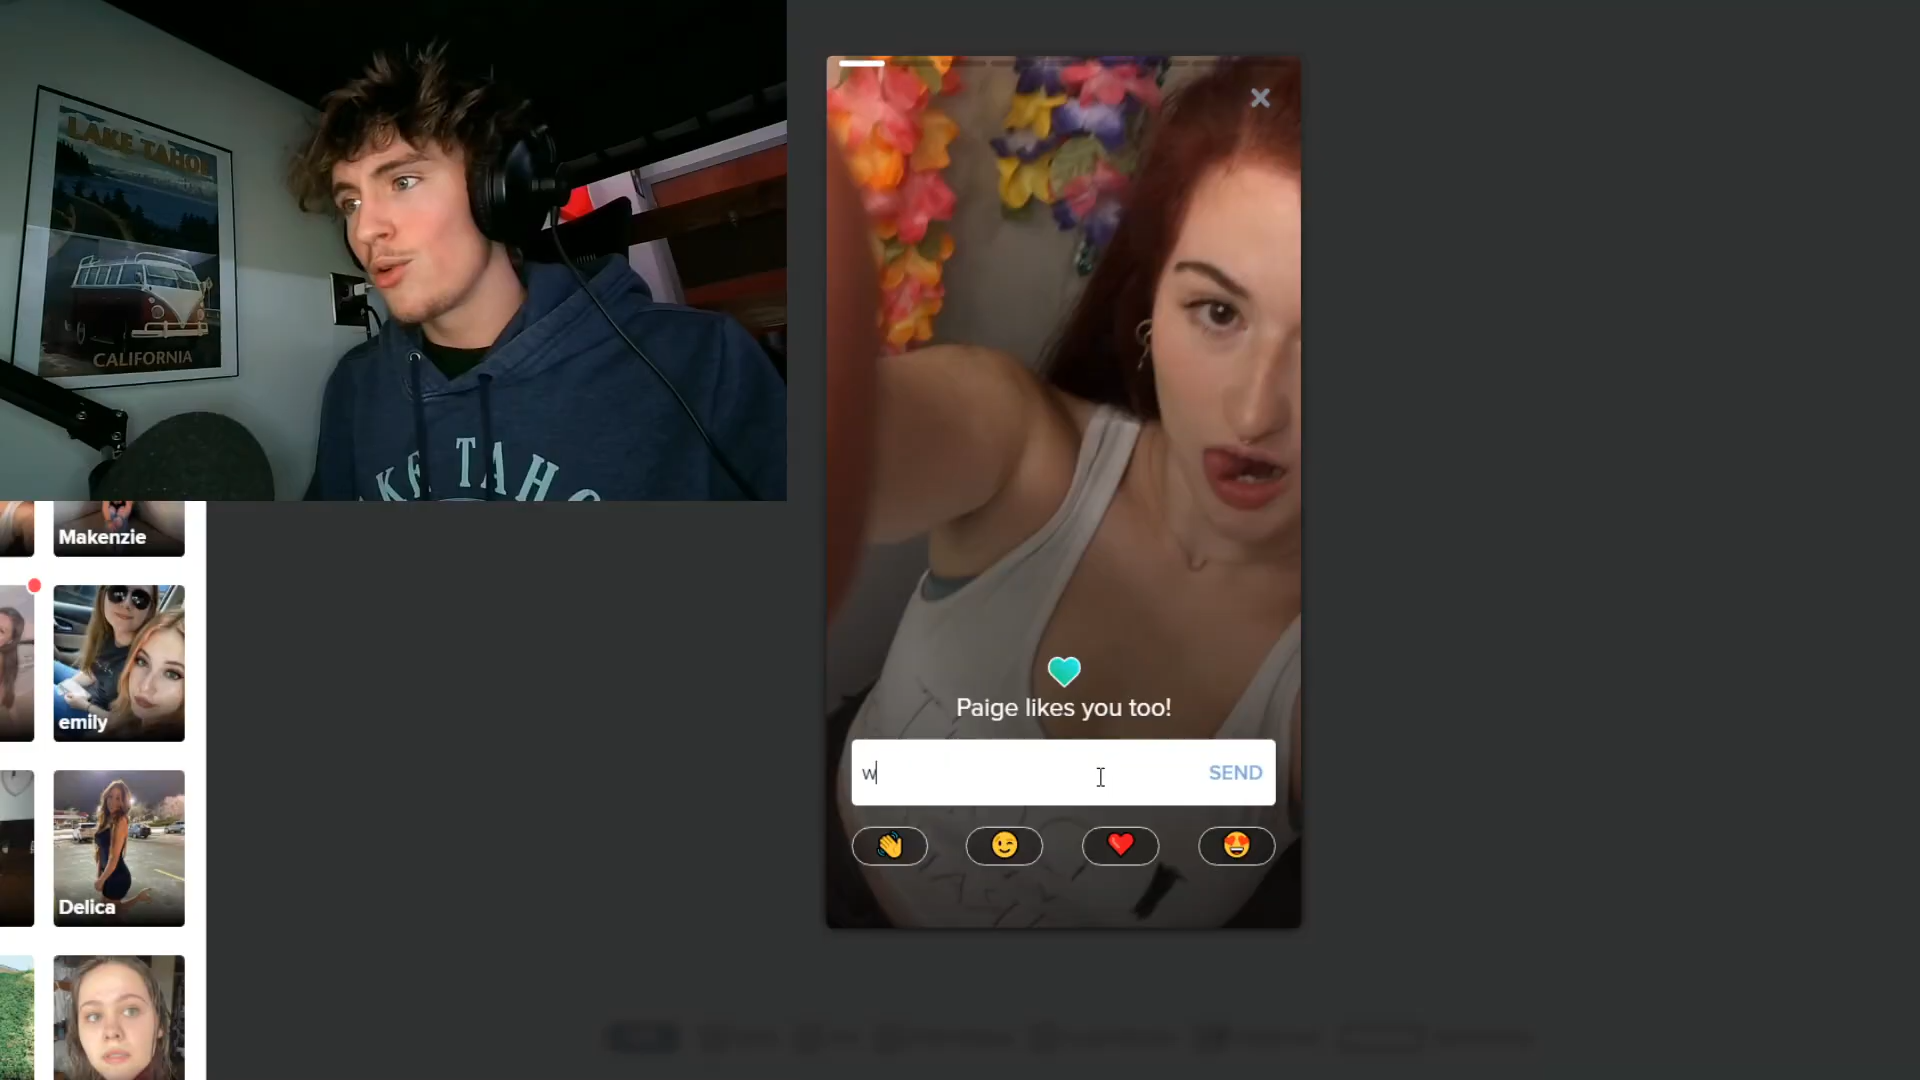 LAKE TAHOE
CALIFORNIA
KE TAHO
Makenzie
emily
Delica
Paige likes you too!
w
SEND